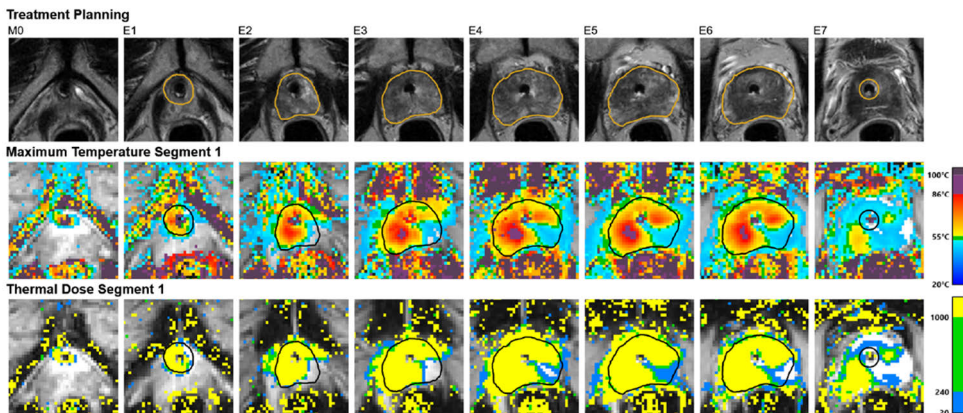 Treatment Planning
M0 E1 E2 E3 E4 E5 E6 E7
Maximum Temperature Segment 1
100°C
86°C
55°C
20°C
Thermal Dose Segment 1
1000
240
30